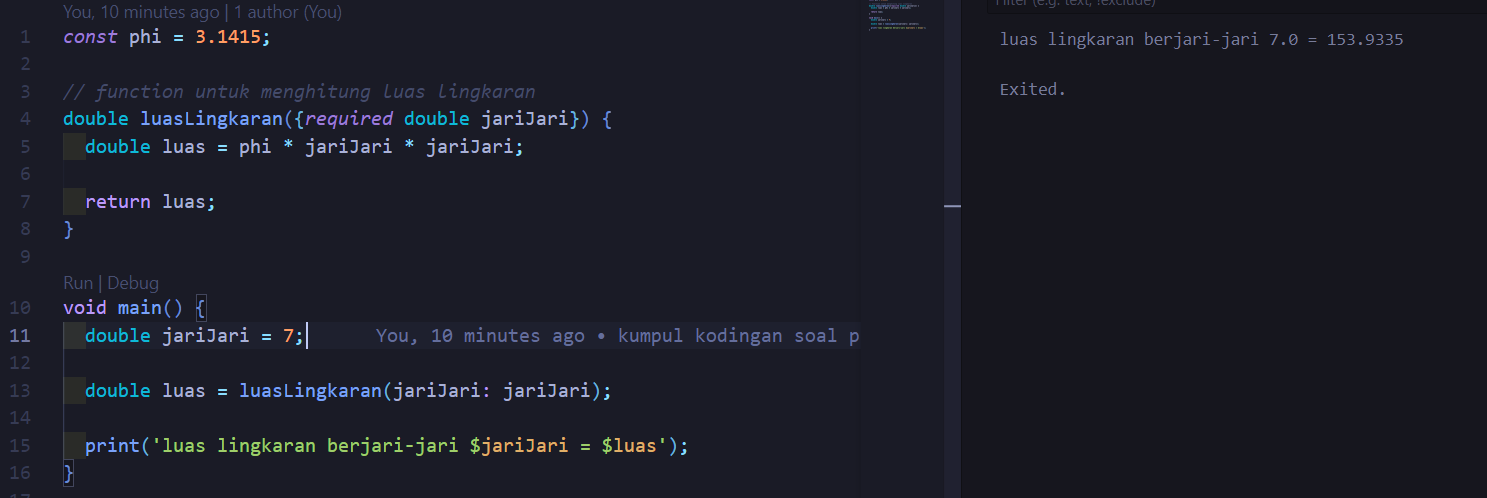 You, 10 minutes ago | 1 author (You)
1 const phi = 3.1415;
2
3 // function untuk menghitung luas lingkaran
4 double luasLingkaran({required double jariJari}) {
5 double luas = phi * jariJari * jariJari;
6
7 return luas;
8 }
9
Run | Debug
10 void main() {
11 double jariJari = 7; You, 10 minutes ago • kumpul kodingan soal p
12
13 double luas = luasLingkaran(jariJari: jariJari);
14
15 print('luas lingkaran berjari-jari $jariJari = $luas');
16 }
17
Filter (e.g. text, !exclude)
luas lingkaran berjari-jari 7.0 = 153.9335
Exited.